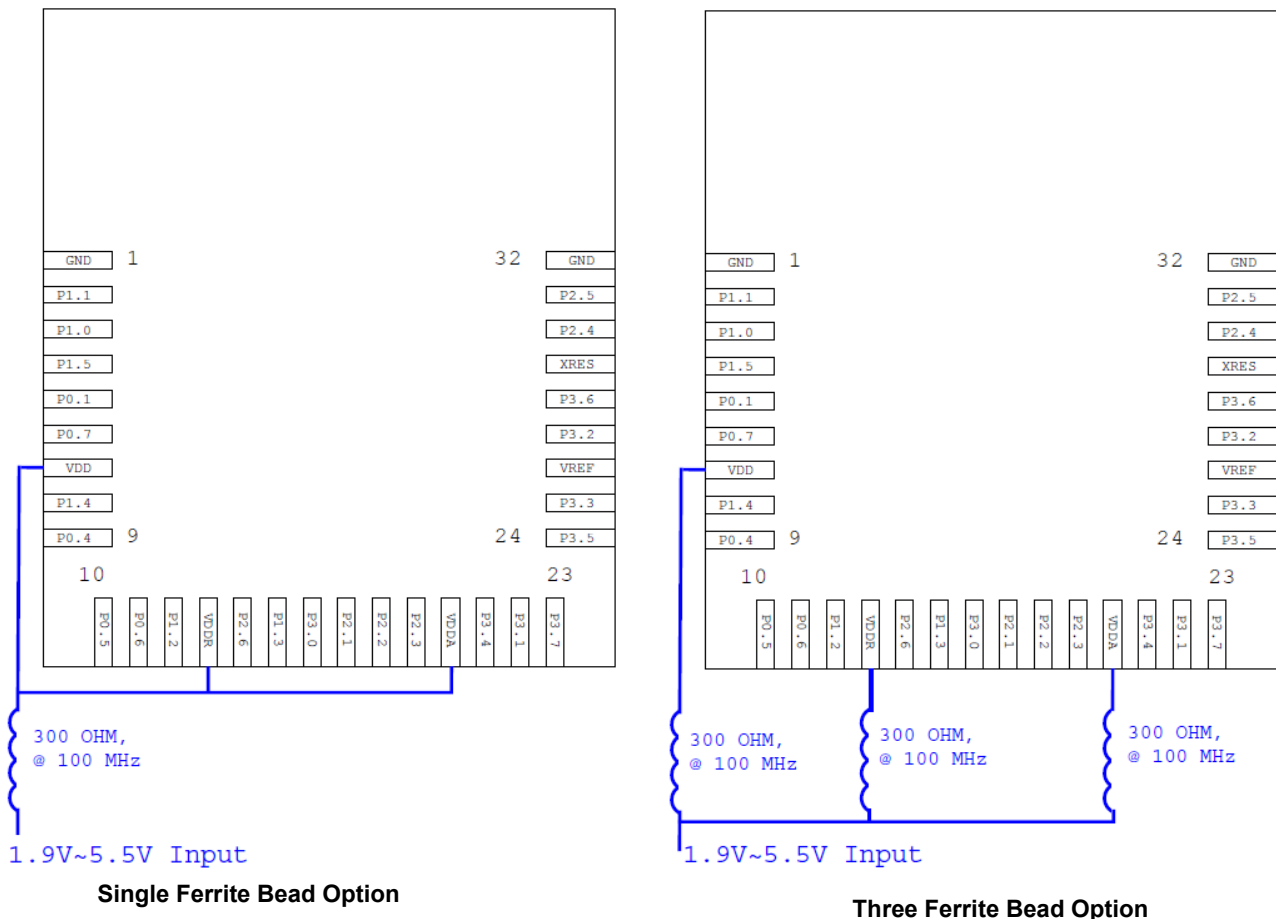 GND 1
32 GND
P1.1
P2.5
P1.0
P2.4
P1.5
XRES
P0.1
P3.6
P0.7
P3.2
VDD
VREF
P1.4
P3.3
P0.4 9
24 P3.5
10
23
P0.5
P0.6
P1.2
VDDR
P2.6
P1.3
P3.0
P2.1
P2.2
P2.3
VDDA
P3.4
P3.1
P3.7
300 OHM,
@ 100 MHz
1.9V~5.5V Input
Single Ferrite Bead Option
GND 1
32 GND
P1.1
P2.5
P1.0
P2.4
P1.5
XRES
P0.1
P3.6
P0.7
P3.2
VDD
VREF
P1.4
P3.3
P0.4 9
24 P3.5
10
23
P0.5
P0.6
P1.2
VDDR
P2.6
P1.3
P3.0
P2.1
P2.2
P2.3
VDDA
P3.4
P3.1
P3.7
300 OHM,
@ 100 MHz
300 OHM,
@ 100 MHz
300 OHM,
@ 100 MHz
1.9V~5.5V Input
Three Ferrite Bead Option